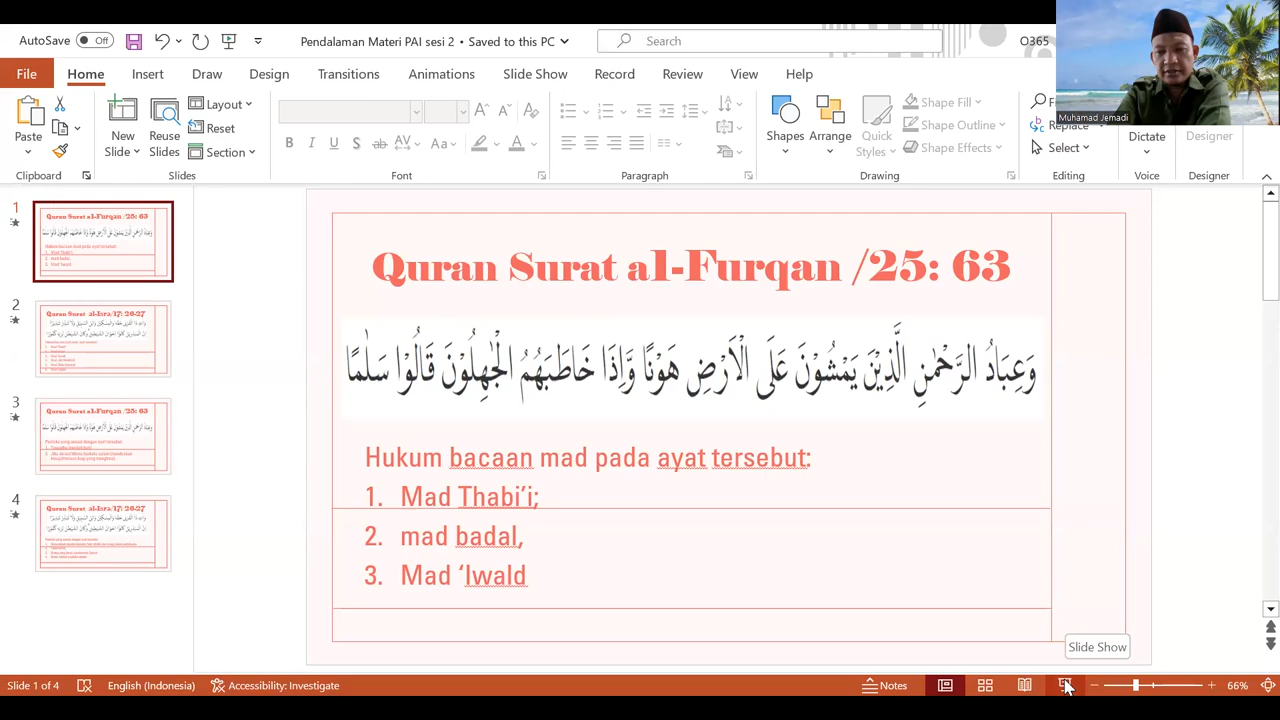 AutoSave Off Pendalaman Materi PAI sesi 2 • Saved to this PC Search O365
File Home Insert Draw Design Transitions Animations Slide Show Record Review View Help
Muhamad Jemadi
Paste New Slide Reuse Slides Layout Reset Section
Shapes Arrange Quick Styles Shape Fill Shape Outline Shape Effects
Replace Select Dictate Designer
Clipboard Slides Font Paragraph Drawing Editing Voice Designer
1
2
3
4
Quran Surat al-Furqan /25: 63
وَعِبَادُ الرَّحْمٰنِ الَّذِيْنَ يَمْشُوْنَ عَلَى الْاَرْضِ هَوْنًا وَّاِذَا خَاطَبَهُمُ الْجٰهِلُوْنَ قَالُوْا سَلٰمًا
Hukum bacaan mad pada ayat tersebut:
1. Mad Thabi’i;
2. mad badal,
3. Mad ‘Iwald
Slide Show
Slide 1 of 4 English (Indonesia) Accessibility: Investigate Notes 66%